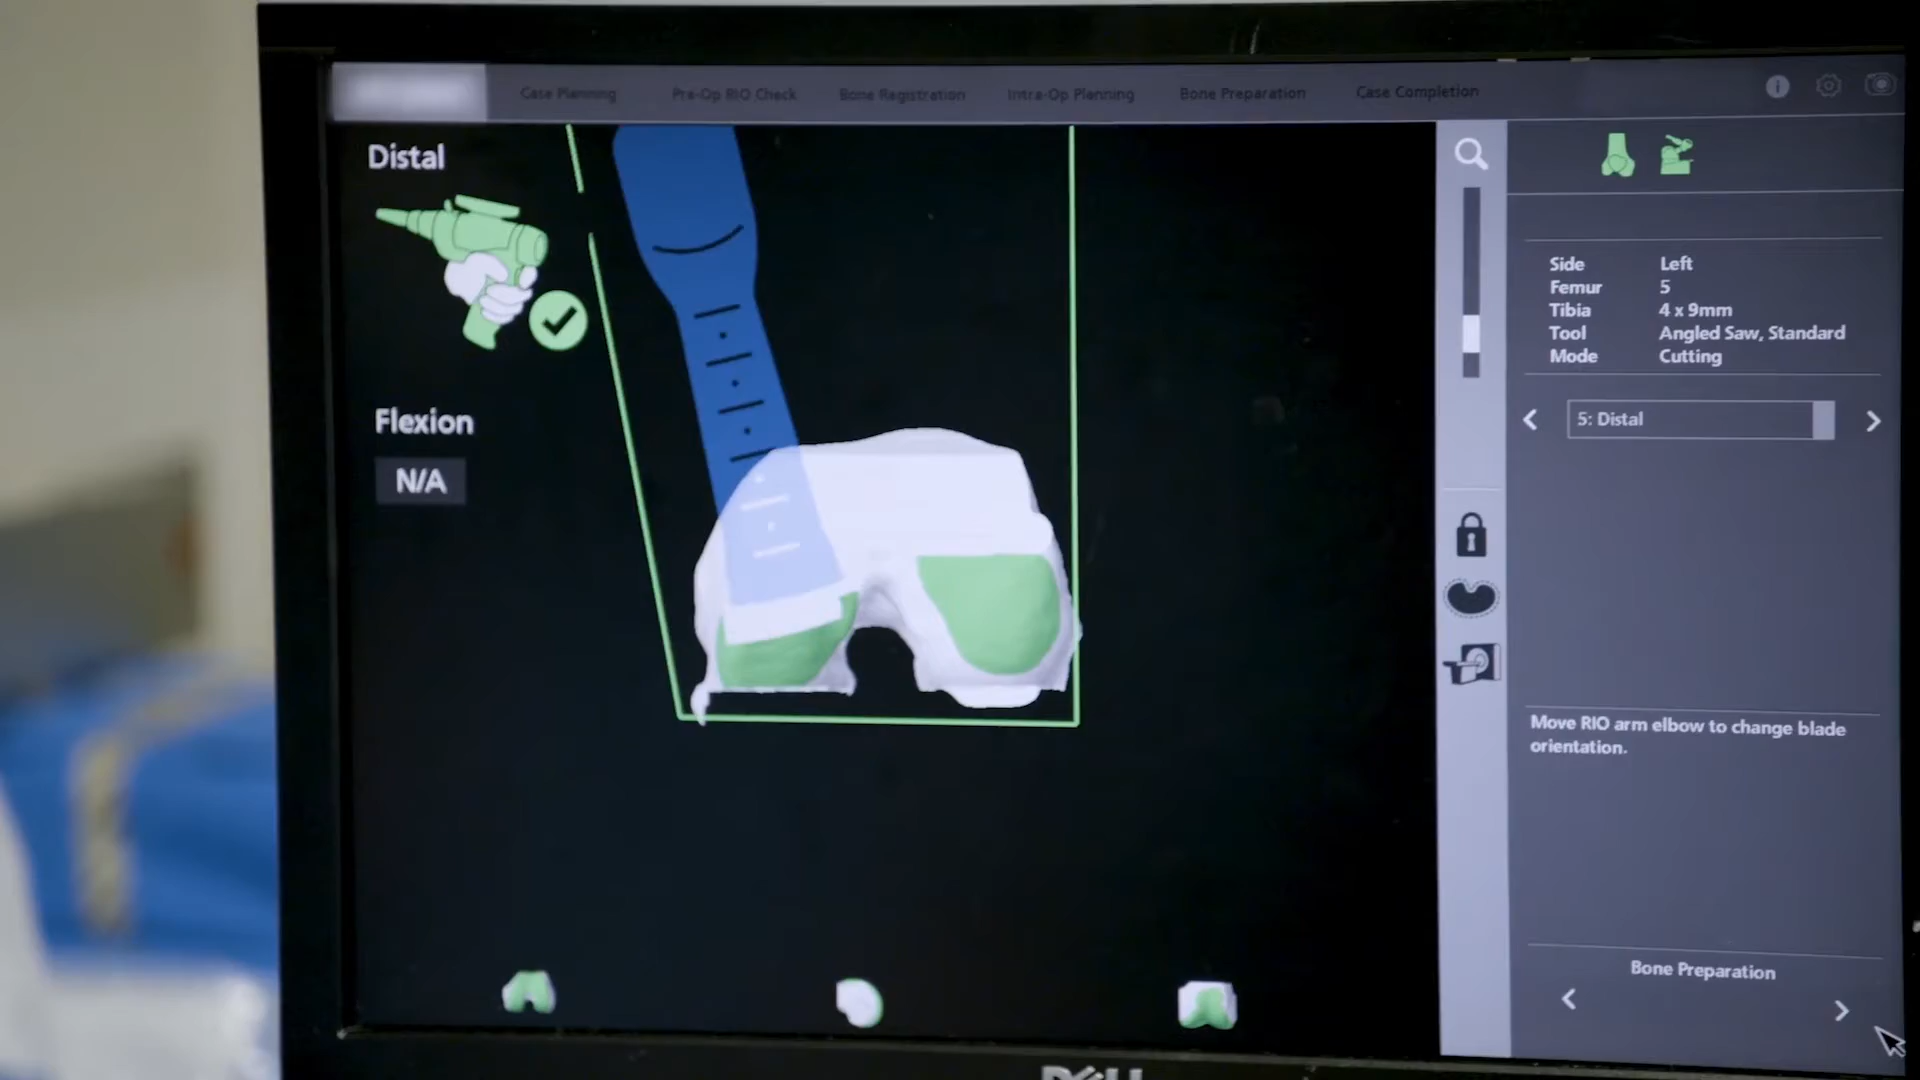 Case Planning
Pre-Op RIO Check
Bone Registration
Intra-Op Planning
Bone Preparation
Case Completion
Distal
Flexion
N/A
Side Left
Femur 5
Tibia 4 x 9mm
Tool Angled Saw, Standard
Mode Cutting
5: Distal
Move RIO arm elbow to change blade
orientation.
Bone Preparation
DELL